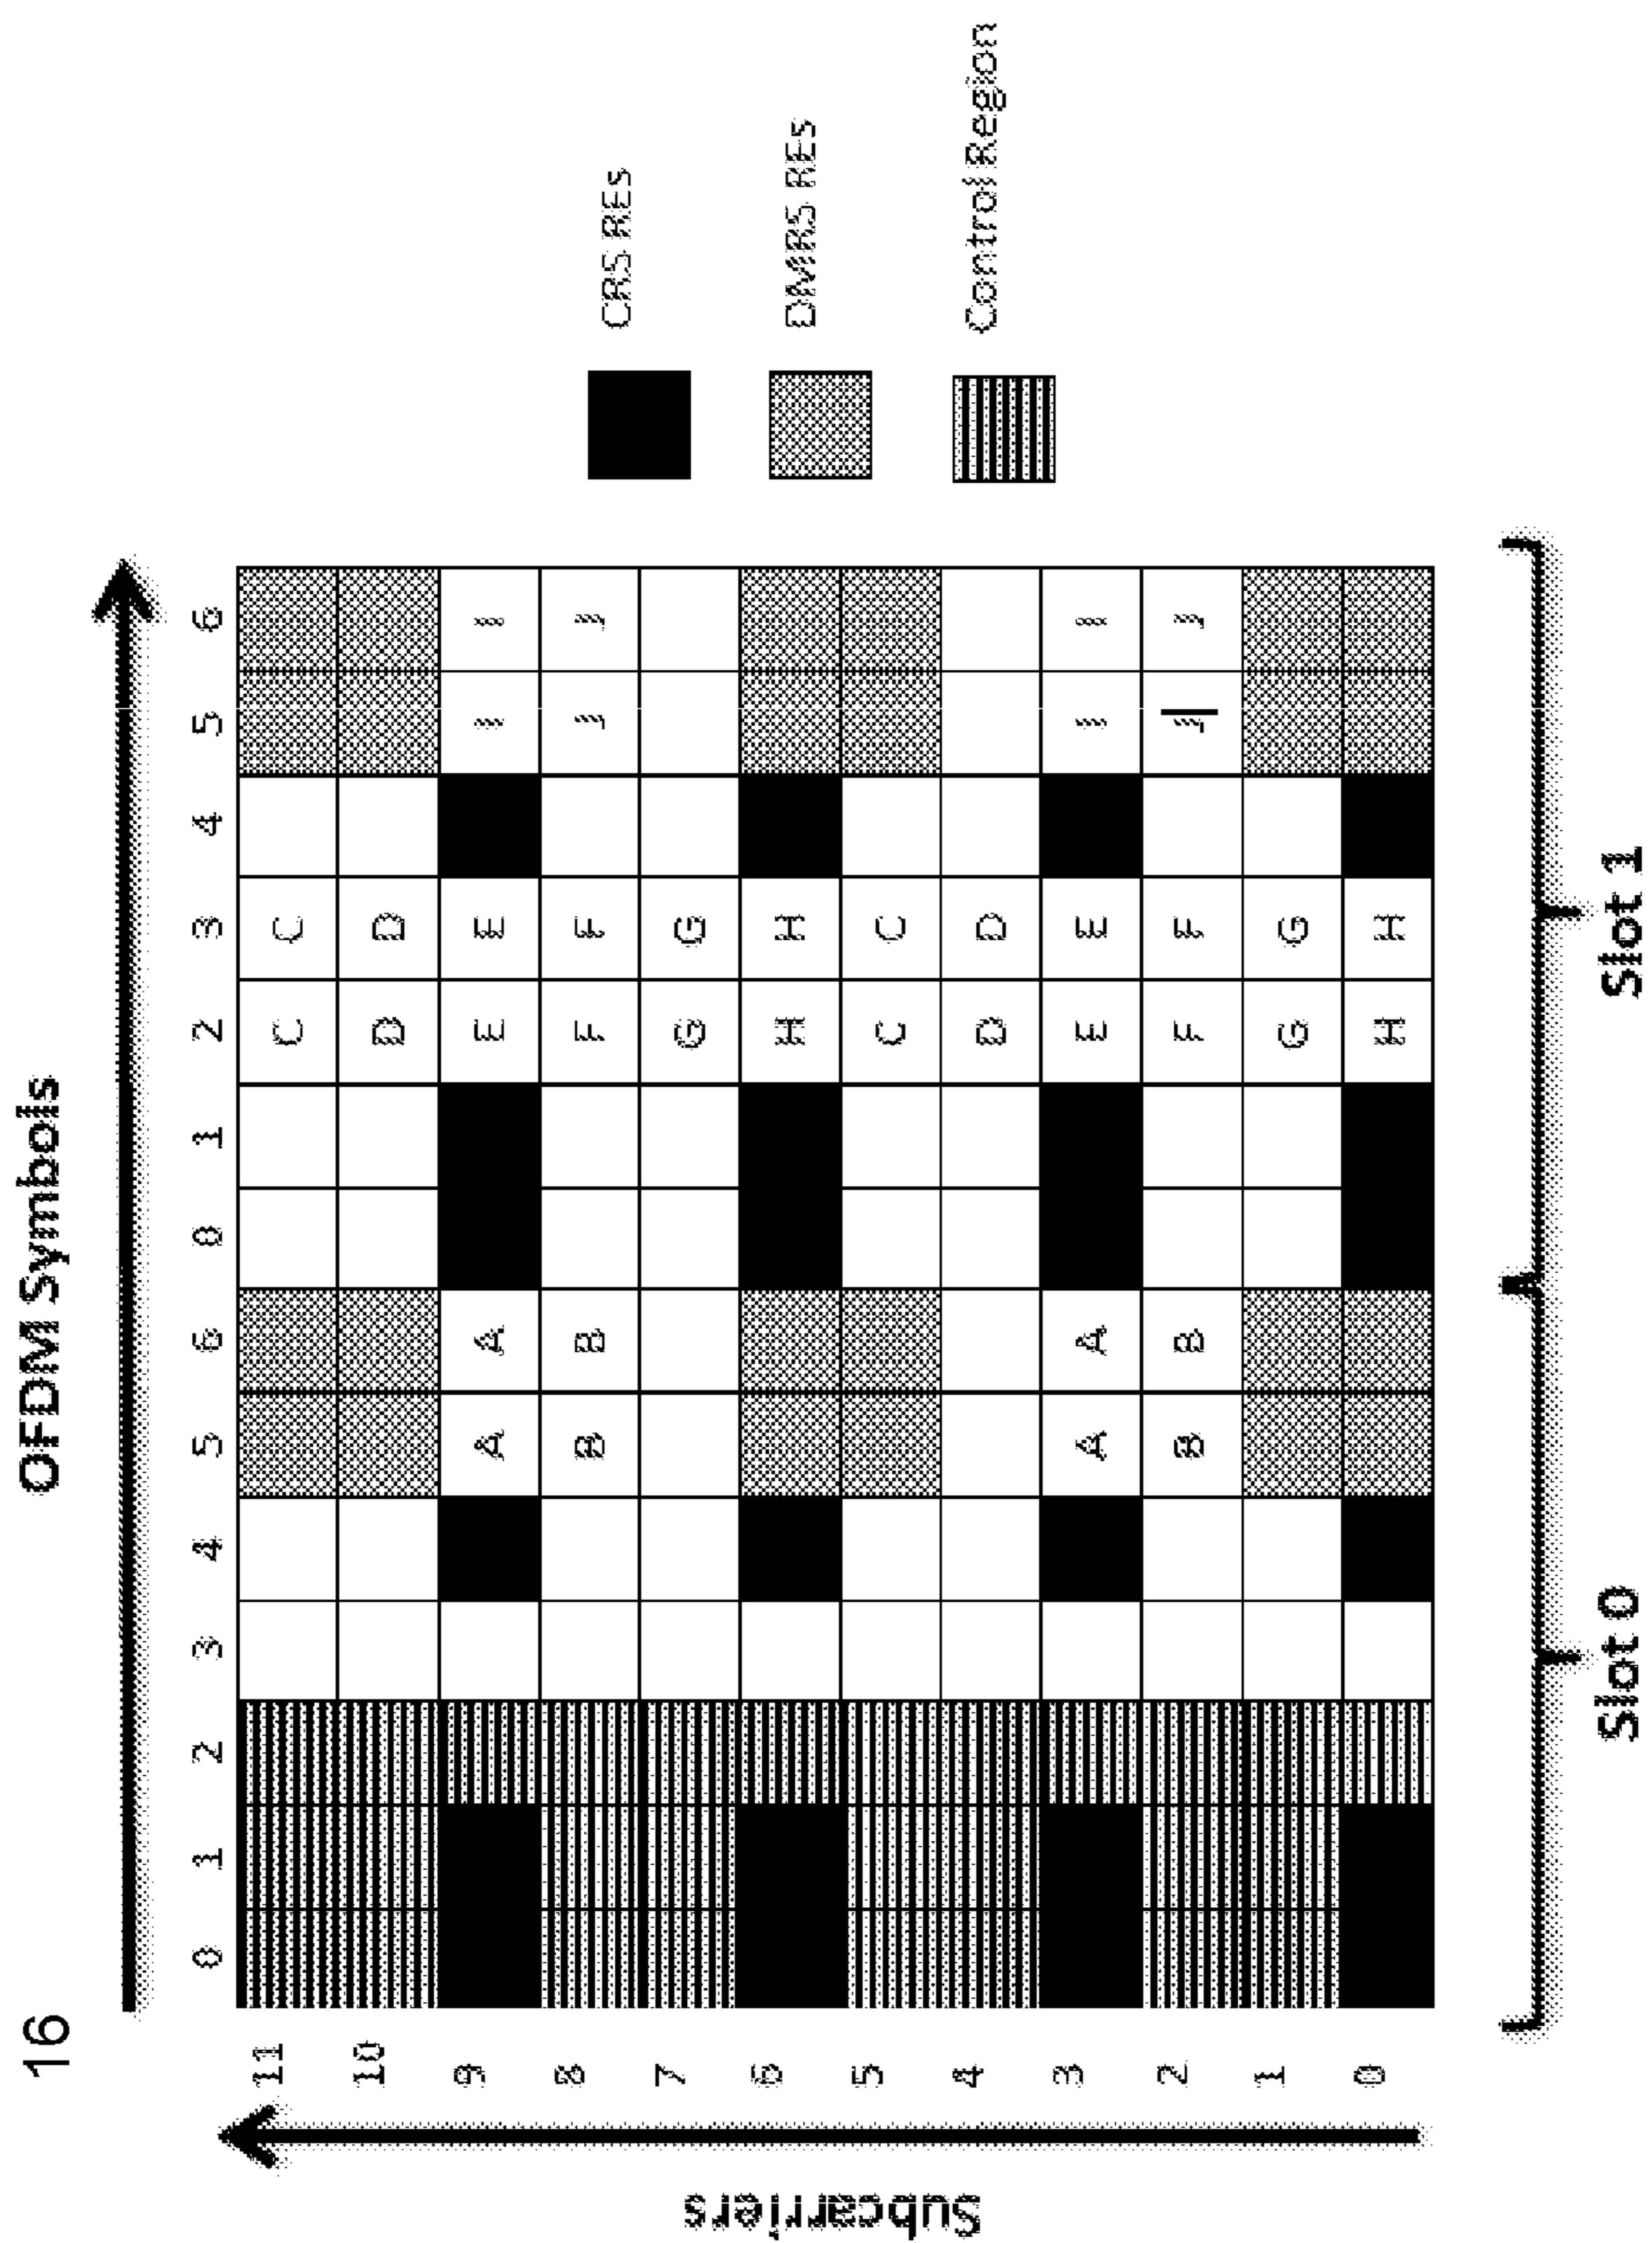 16
OFDM Symbols
0 1 2 3 4 5 6 0 1 2 3 4 5 6
Subcarriers
11 C C
10 D D
9 A A E E I I
8 B B F F J J
7 G G
6 H H
5 C C
4 D D
3 A A E E I I
2 B B F F J J
1 G G
0 H H
Slot 0 Slot 1
CRS REs
DMRS REs
Control Region